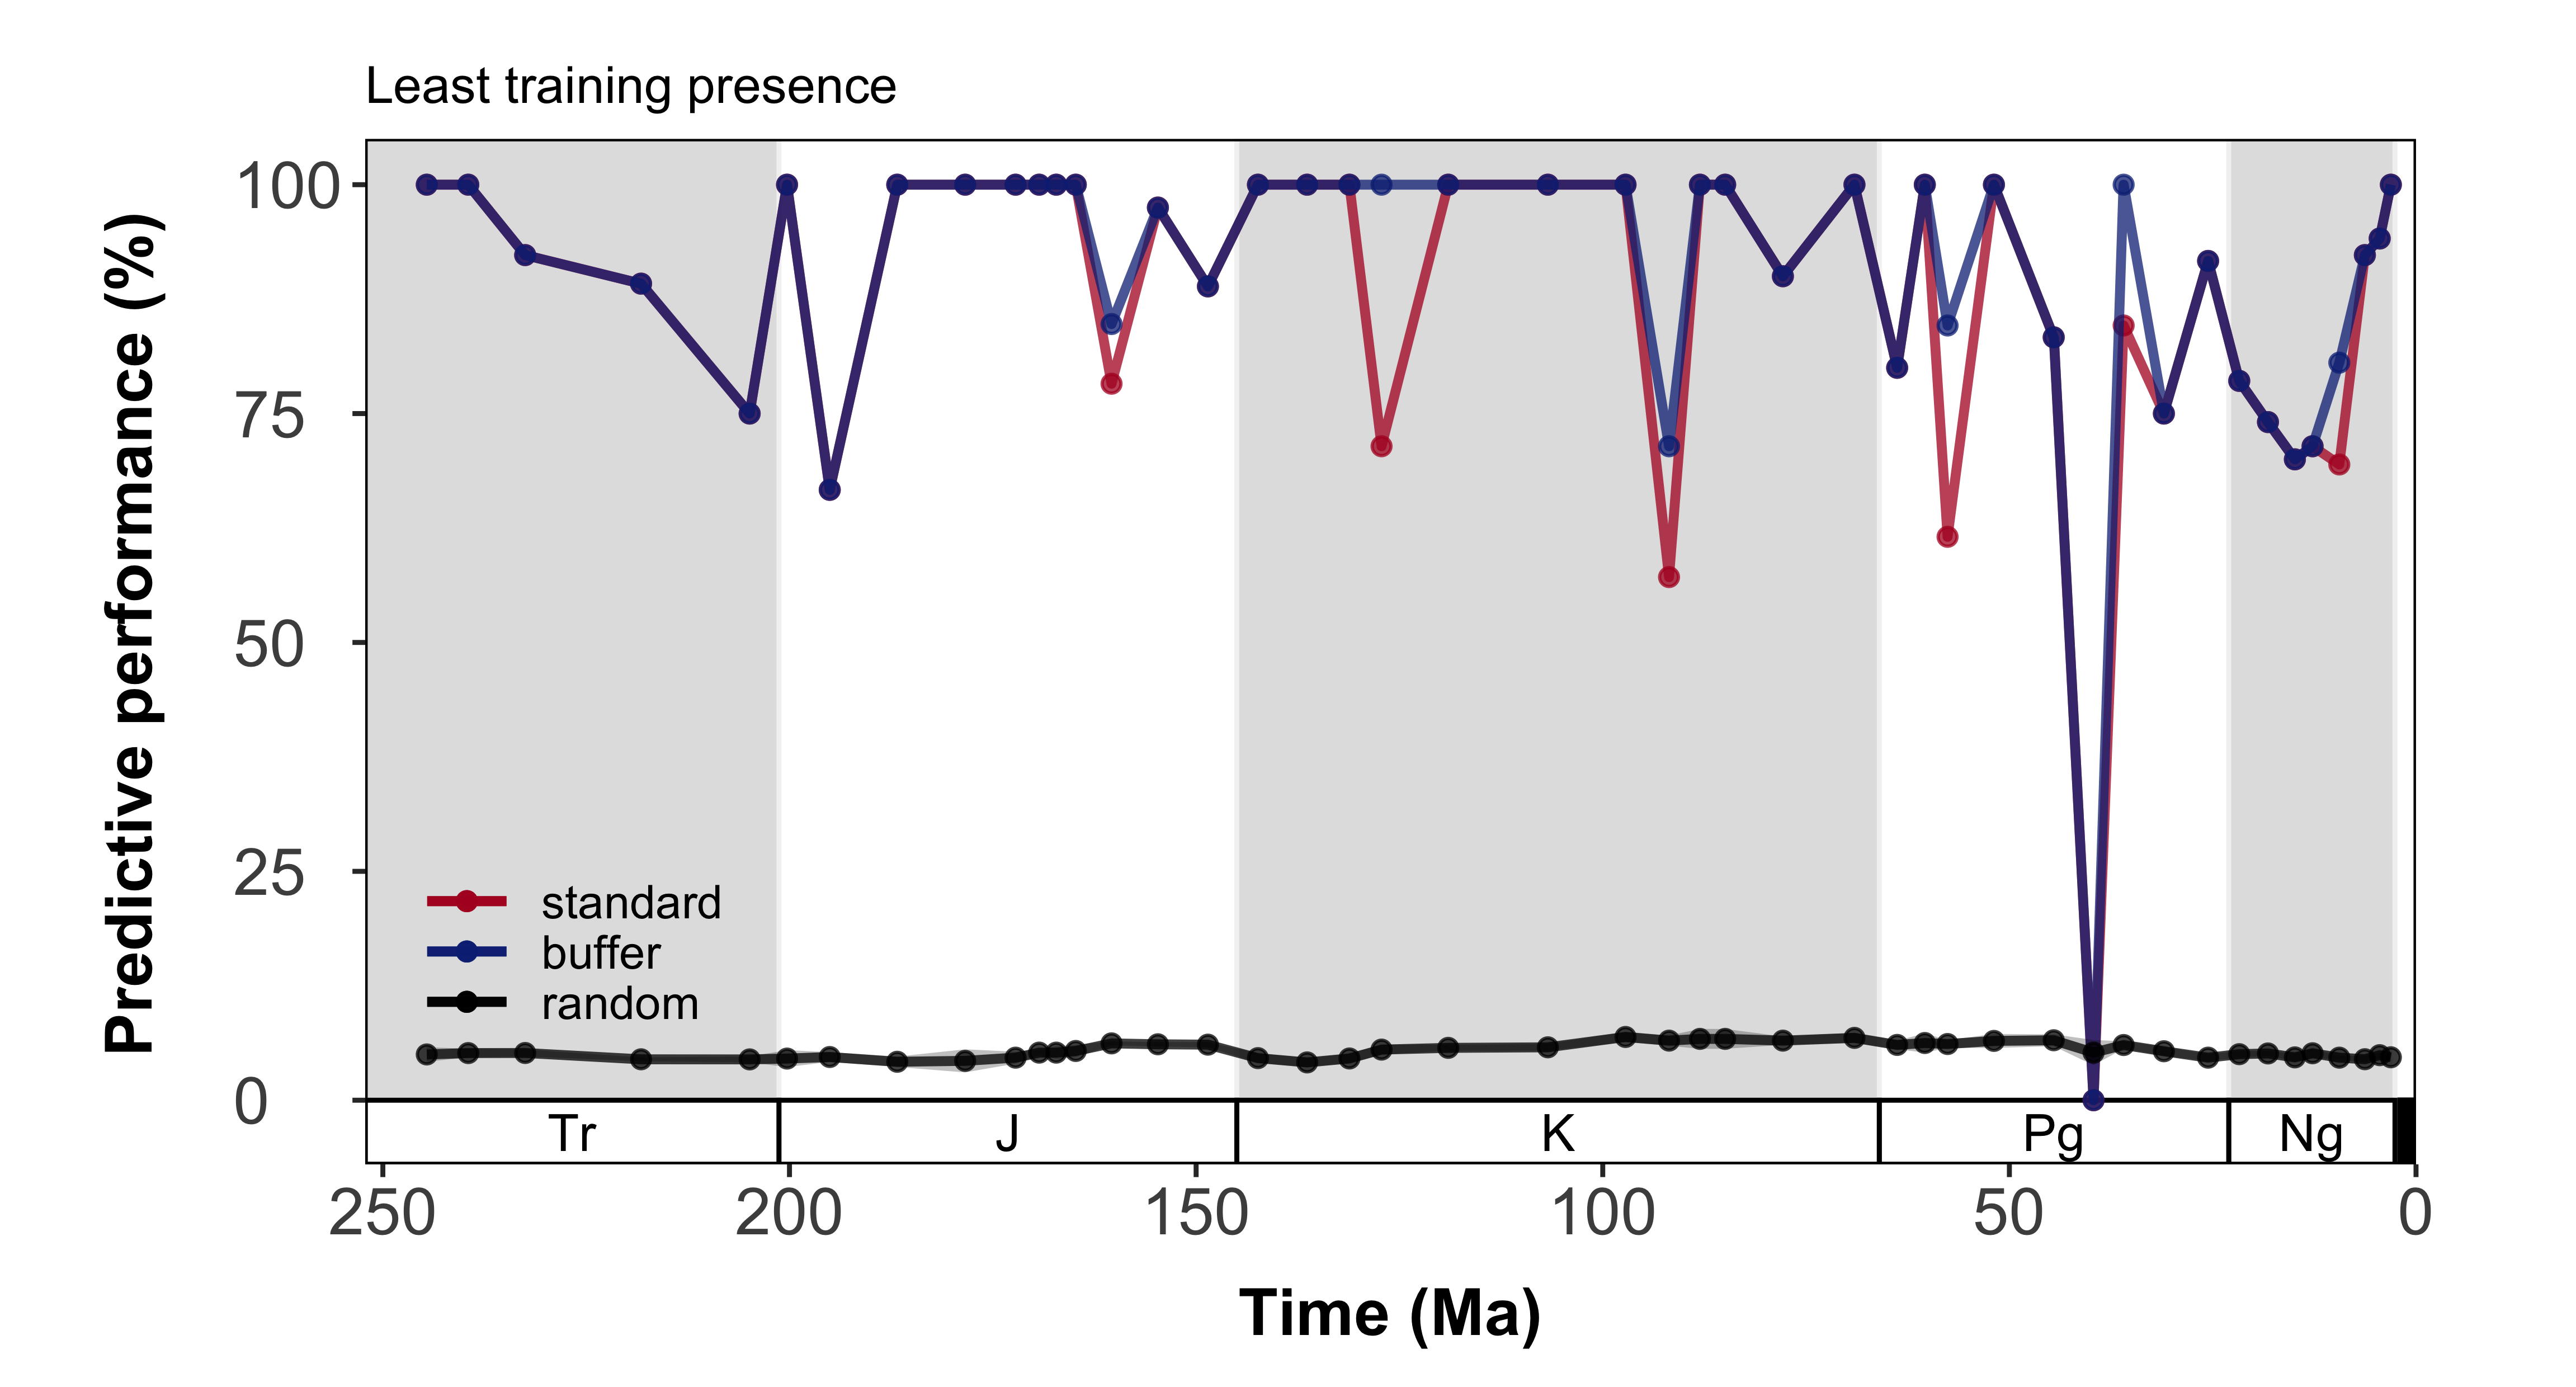 Least training presence
Predictive performance (%)
100
75
50
25
0
standard
buffer
random
Tr J K Pg Ng
250 200 150 100 50 0
Time (Ma)